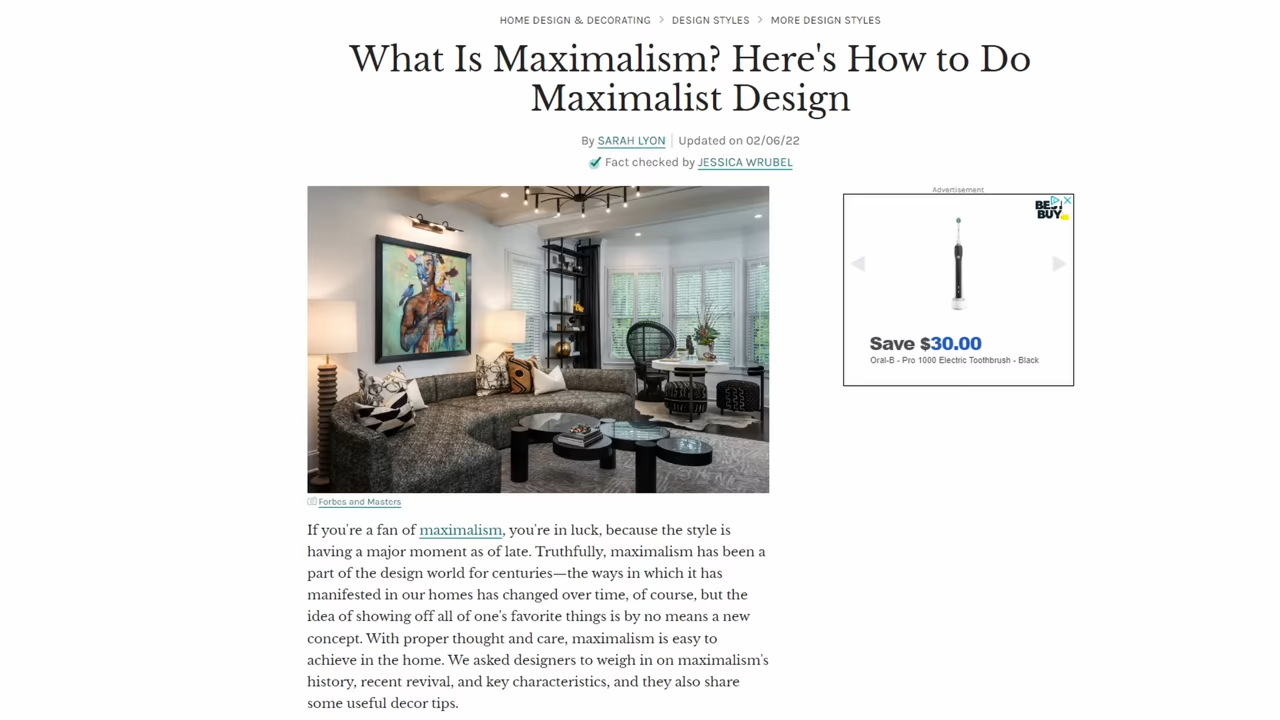 HOME DESIGN & DECORATING > DESIGN STYLES > MORE DESIGN STYLES
What Is Maximalism? Here's How to Do
Maximalist Design
By SARAH LYON | Updated on 02/06/22
Fact checked by JESSICA WRUBEL
Advertisement
BEST
BUY
Save $30.00
Oral-B - Pro 1000 Electric Toothbrush - Black
Forbes and Masters
If you're a fan of maximalism, you're in luck, because the style is
having a major moment as of late. Truthfully, maximalism has been a
part of the design world for centuries—the ways in which it has
manifested in our homes has changed over time, of course, but the
idea of showing off all of one's favorite things is by no means a new
concept. With proper thought and care, maximalism is easy to
achieve in the home. We asked designers to weigh in on maximalism's
history, recent revival, and key characteristics, and they also share
some useful decor tips.